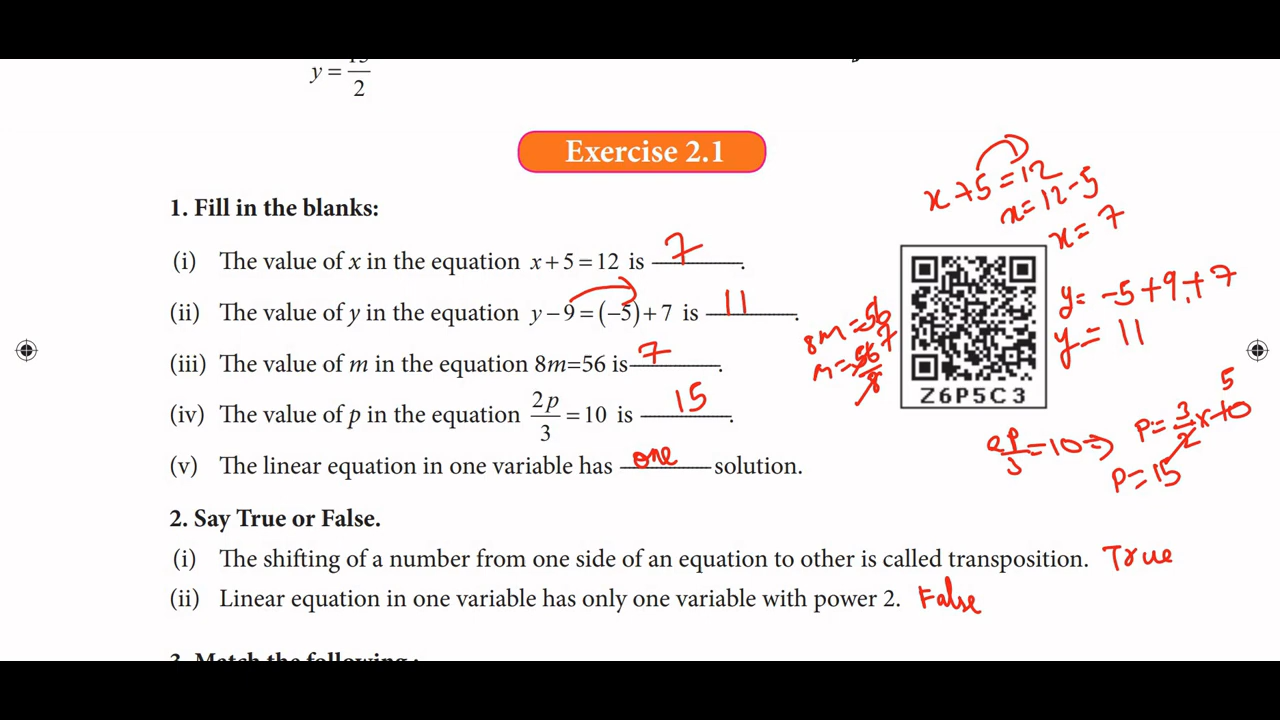 y = 15/2
Exercise 2.1
1. Fill in the blanks:
(i) The value of x in the equation x + 5 = 12 is 7.
(ii) The value of y in the equation y − 9 = (−5) + 7 is 11.
(iii) The value of m in the equation 8m=56 is 7.
(iv) The value of p in the equation 2p/3 = 10 is 15.
(v) The linear equation in one variable has one solution.
2. Say True or False.
(i) The shifting of a number from one side of an equation to other is called transposition. True
(ii) Linear equation in one variable has only one variable with power 2. False
x + 5 = 12
x = 12 - 5
x = 7
Z6P5C3
y = -5 + 9 + 7
y = 11
8m = 56
m = 56/8 7
2p/3 = 10 ⇒ P = 3/2 x 10 5
P = 15
3. Match the following :